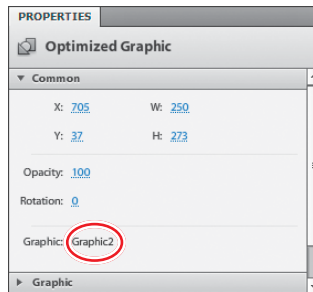 PROPERTIES
Optimized Graphic
Common
X: 705 W: 250
Y: 37 H: 273
Opacity: 100
Rotation: 0
Graphic: Graphic2
Graphic